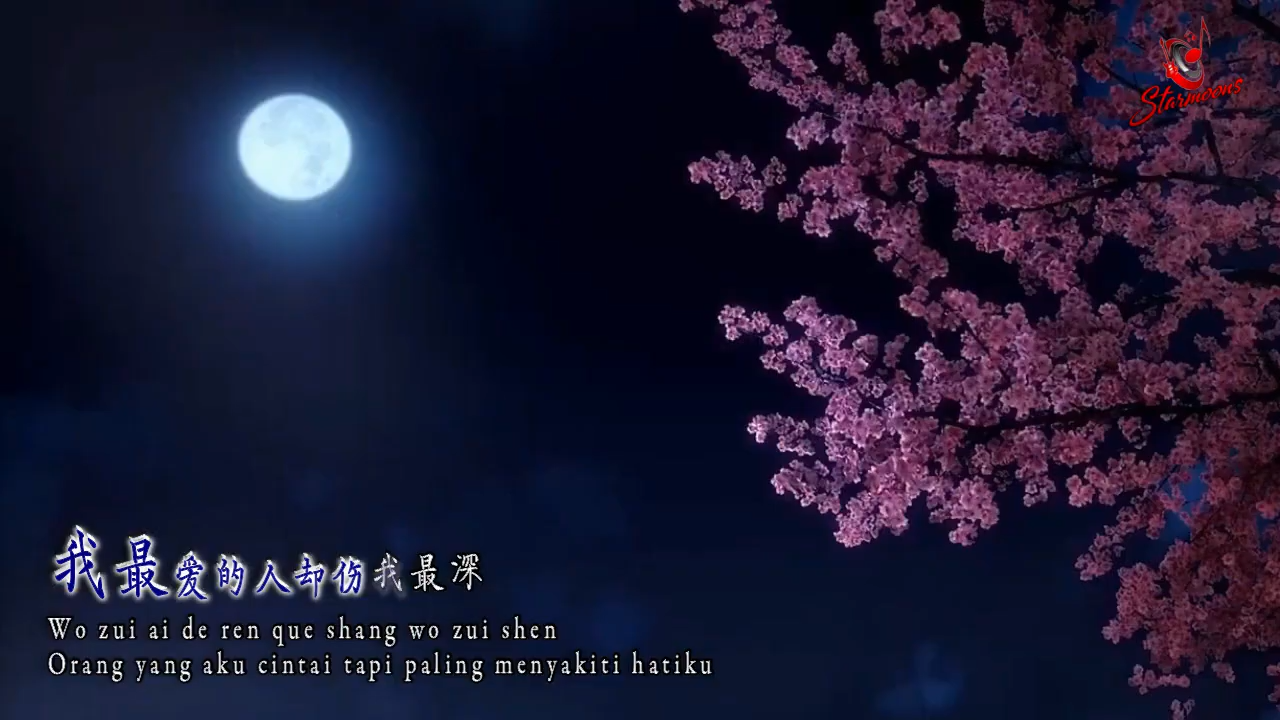 Starmoons
我最爱的人却伤我最深
Wo zui ai de ren que shang wo zui shen
Orang yang aku cintai tapi paling menyakiti hatiku